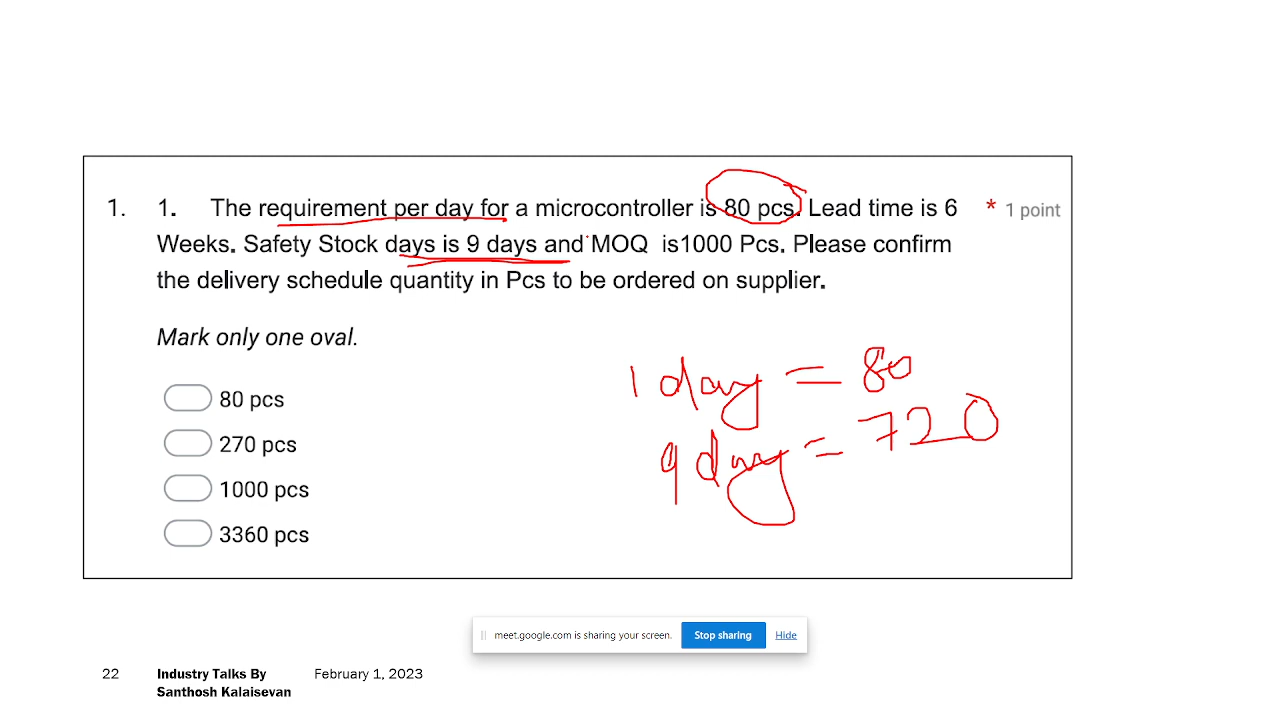 1. 1. The requirement per day for a microcontroller is 80 pcs. Lead time is 6 * 1 point
Weeks. Safety Stock days is 9 days and MOQ is1000 Pcs. Please confirm
the delivery schedule quantity in Pcs to be ordered on supplier.
Mark only one oval.
80 pcs
270 pcs
1000 pcs
3360 pcs
1 day = 80
9 day = 720
meet.google.com is sharing your screen. Stop sharing Hide
22 Industry Talks By February 1, 2023
Santhosh Kalaisevan